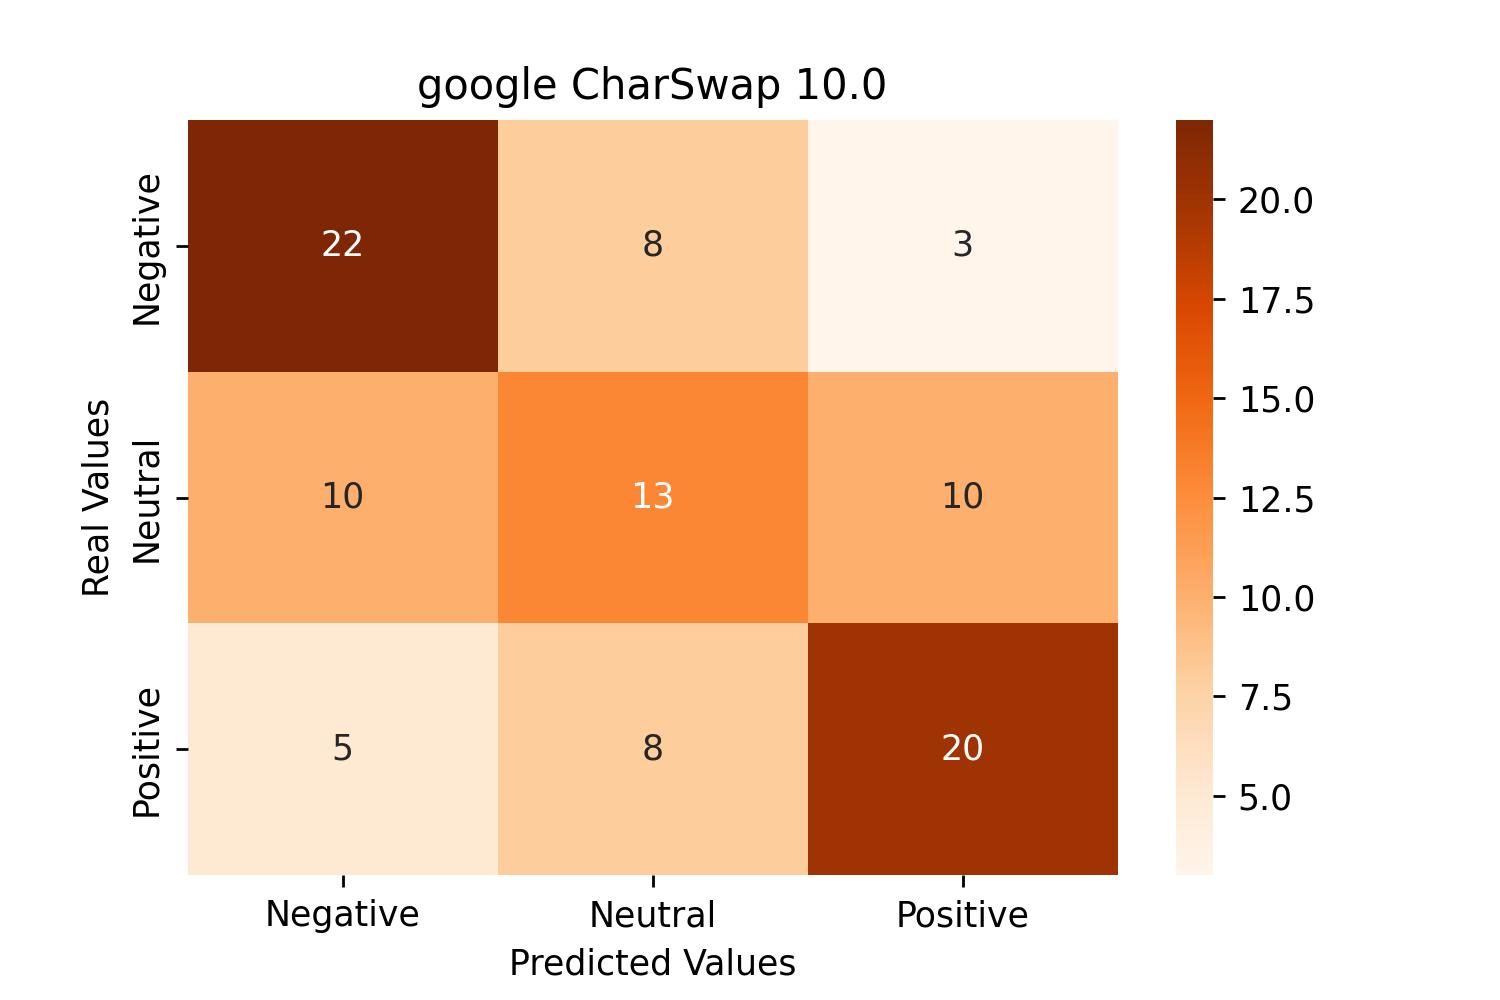 google CharSwap 10.0
Real Values
Negative
22 8 3
Neutral
10 13 10
Positive
5 8 20
Negative Neutral Positive
Predicted Values
20.0
17.5
15.0
12.5
10.0
7.5
5.0